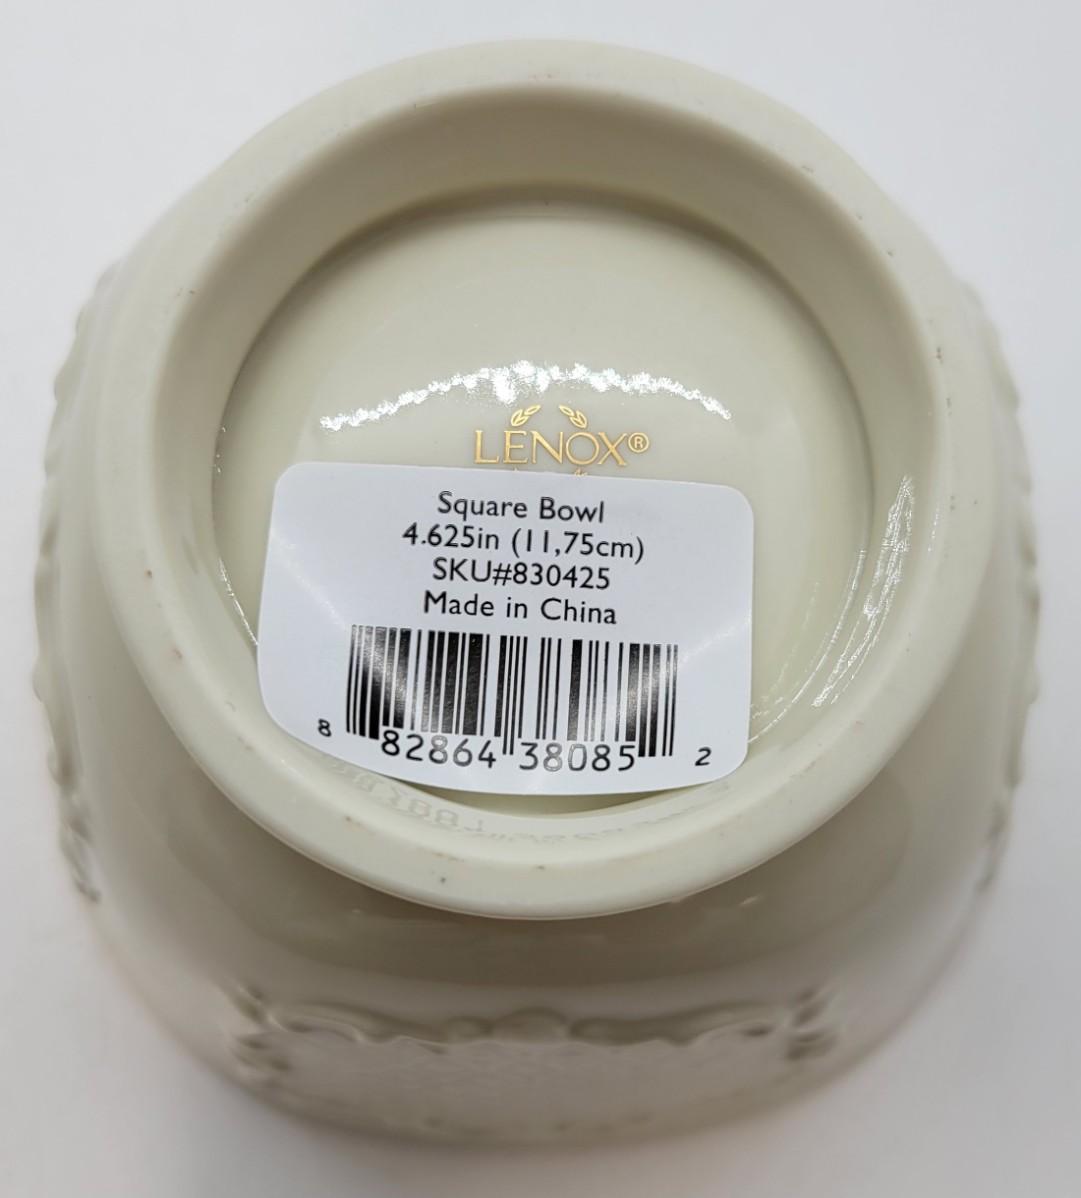 LENOX®
Square Bowl
4.625in (11,75cm)
SKU#830425
Made in China
8 82864 38085 2